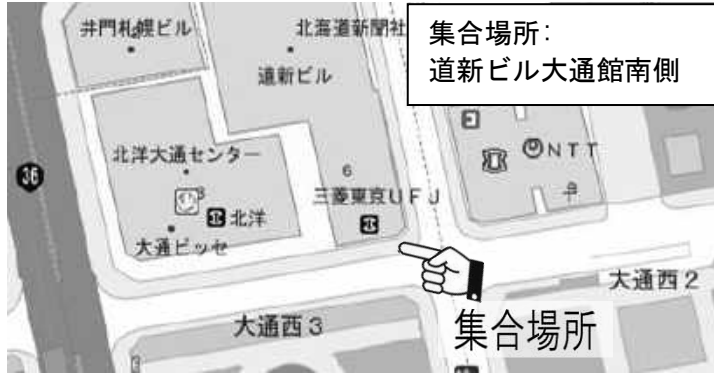 井門札幌ビル
北海道新聞社
集合場所：
道新ビル大通館南側
道新ビル
北洋大通センター
NTT
36
3
6
三菱東京UFJ
北洋
大通ビッセ
大通西2
大通西3
集合場所